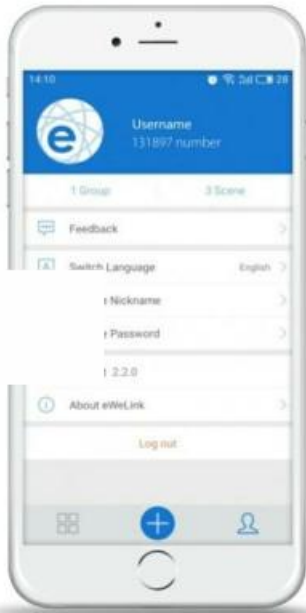 14:10 28
e
Username
131897 number
1 Group 3 Scene
Feedback
Switch Language English
Nickname
Password
2.2.0
About eWeLink
Log out